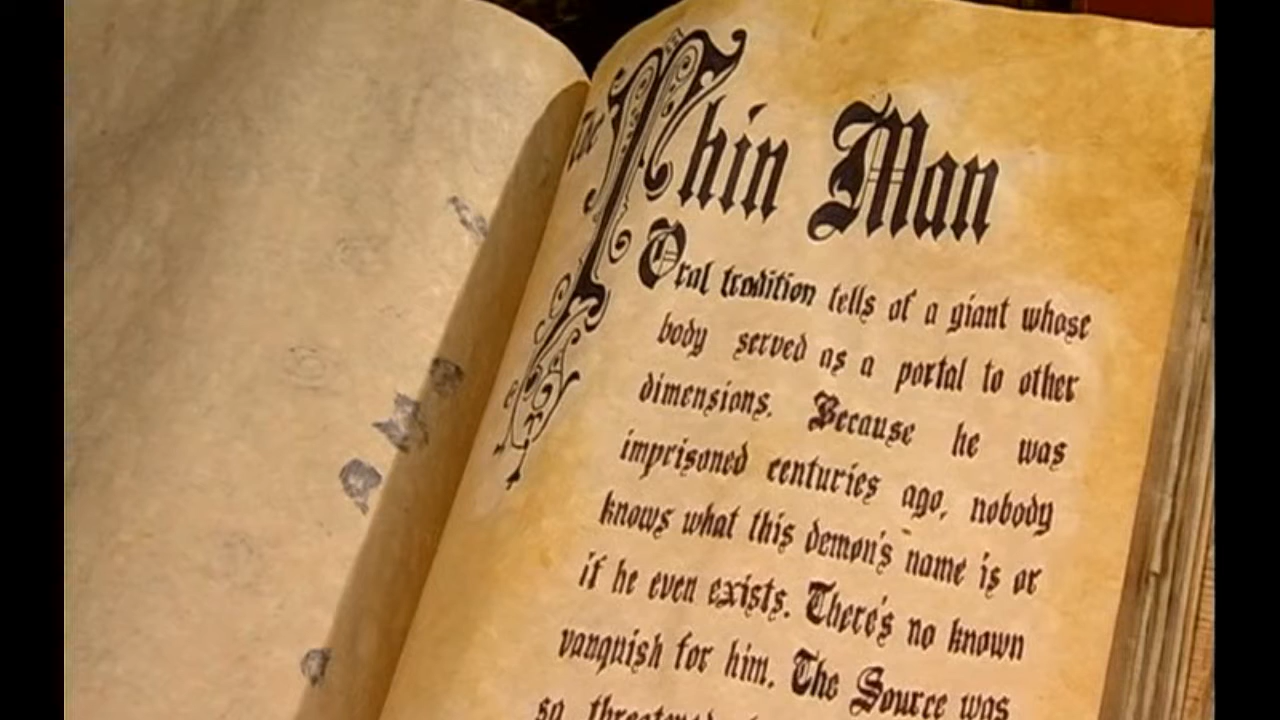 The Thin Man
Oral tradition tells of a giant whose
body served as a portal to other
dimensions. Because he was
imprisoned centuries ago, nobody
knows what this demon's name is or
if he even exists. There's no known
vanquish for him. The Source was
so threatened